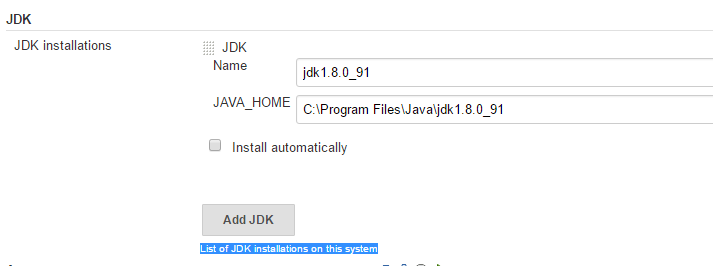 JDK
JDK installations
JDK
Name
jdk1.8.0_91
JAVA_HOME
C:\Program Files\Java\jdk1.8.0_91
Install automatically
Add JDK
List of JDK installations on this system